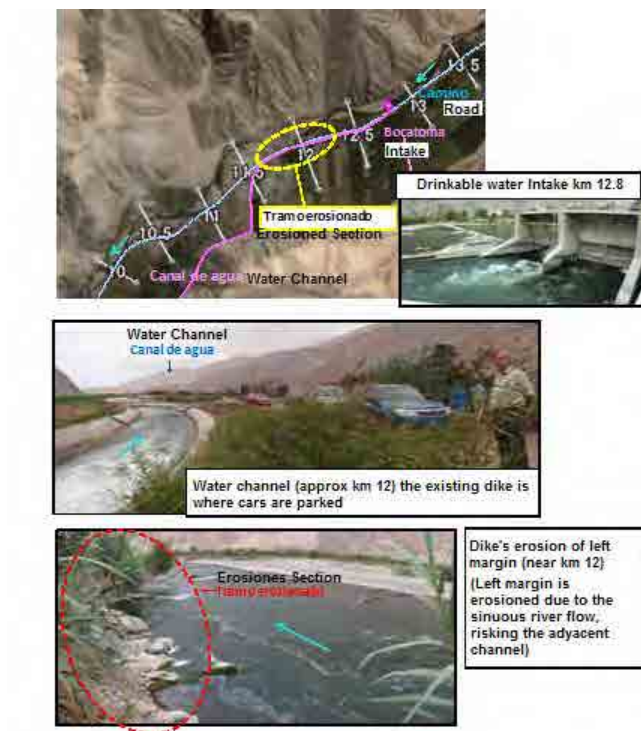 13.5
Camino
13
Road
Bocatoma
12.5
Intake
12
11.5
Drinkable water Intake km 12.8
Tramo erosionado
Erosioned Section
11
10.5
10
Canal de agua
Water Channel
Water Channel
Canal de agua
Water channel (approx km 12) the existing dike is
where cars are parked
Erosiones Section
Tramo erosionado
Dike's erosion of left
margin (near km 12)
(Left margin is
erosioned due to the
sinuous river flow,
risking the adyacent
channel)